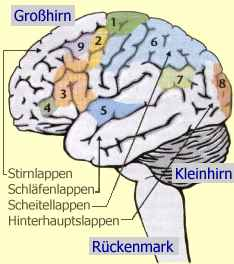 Großhirn
1
2
9
6
7
3
8
4
5
Stirnlappen
Schläfenlappen
Scheitellappen
Hinterhauptslappen
Kleinhirn
Rückenmark